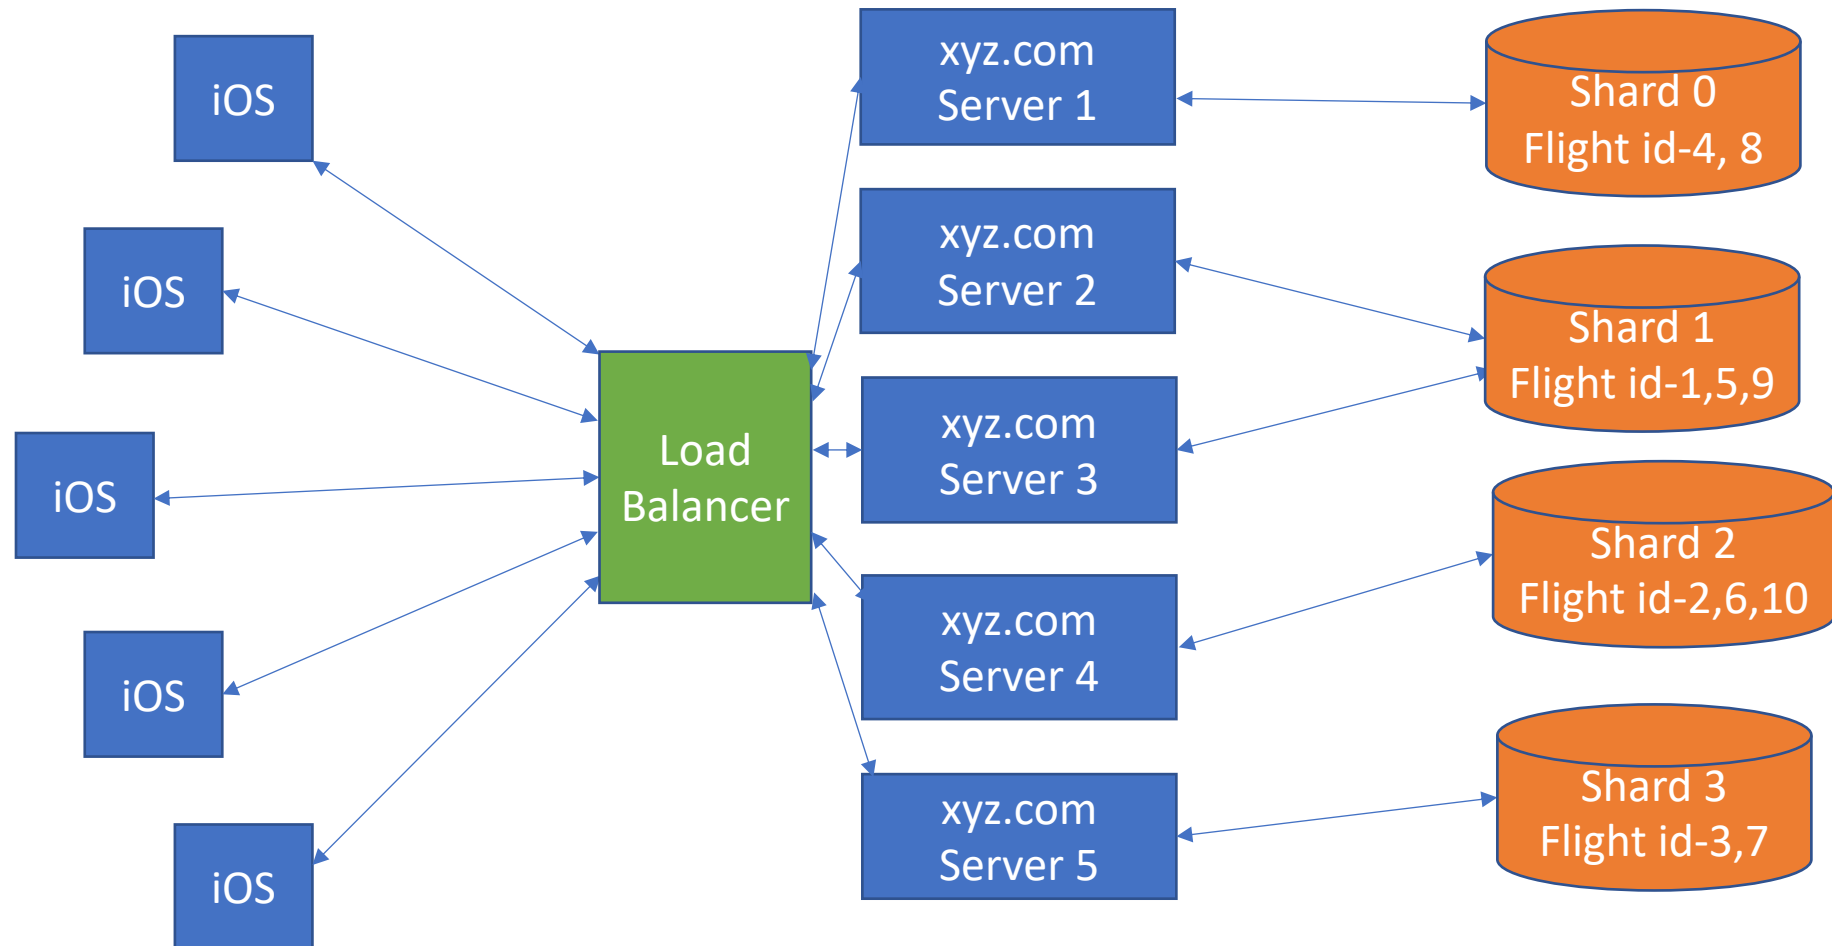 iOS
iOS
iOS
iOS
iOS
Load
Balancer
xyz.com
Server 1
xyz.com
Server 2
xyz.com
Server 3
xyz.com
Server 4
xyz.com
Server 5
Shard 0
Flight id-4, 8
Shard 1
Flight id-1,5,9
Shard 2
Flight id-2,6,10
Shard 3
Flight id-3,7